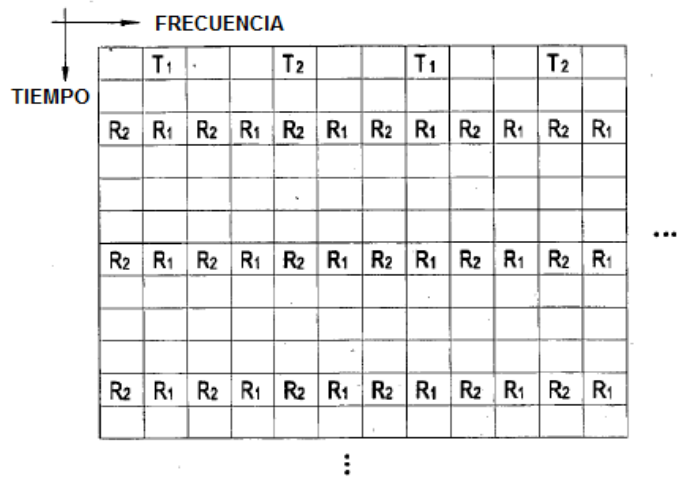 FRECUENCIA
TIEMPO
T1 T2 T1 T2
R2 R1 R2 R1 R2 R1 R2 R1 R2 R1 R2 R1
R2 R1 R2 R1 R2 R1 R2 R1 R2 R1 R2 R1
...
R2 R1 R2 R1 R2 R1 R2 R1 R2 R1 R2 R1
⋮